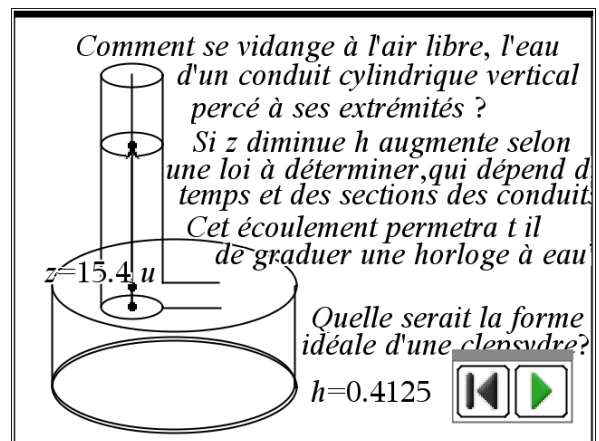 Comment se vidange à l'air libre, l'eau
d'un conduit cylindrique vertical
percé à ses extrémités ?
Si z diminue h augmente selon
une loi à déterminer,qui dépend d
temps et des sections des conduit
Cet écoulement permetra t il
de graduer une horloge à eau
z=15.4 u
Quelle serait la forme
idéale d'une clepsydre?
h=0.4125